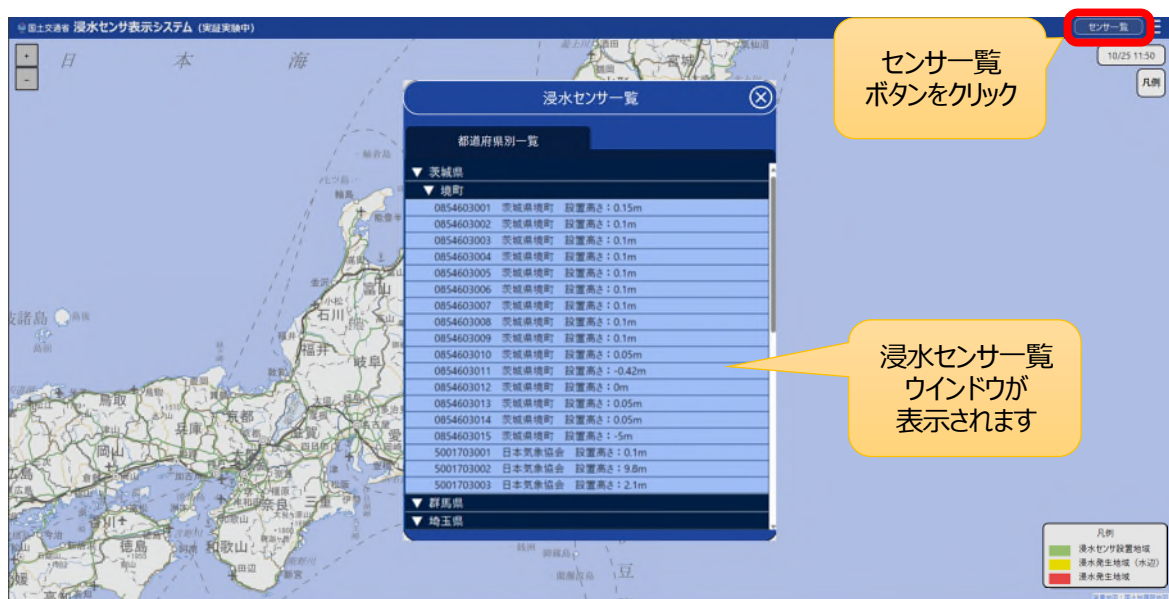 国土交通省 浸水センサ表示システム (実証実験中)
センサ一覧
10/25 11:50
凡例
センサ一覧
ボタンをクリック
浸水センサ一覧
都道府県別一覧
▼ 茨城県
▼ 境町
0854603001 茨城県境町 設置高さ：0.15m
0854603002 茨城県境町 設置高さ：0.1m
0854603003 茨城県境町 設置高さ：0.1m
0854603004 茨城県境町 設置高さ：0.1m
0854603005 茨城県境町 設置高さ：0.1m
0854603006 茨城県境町 設置高さ：0.1m
0854603007 茨城県境町 設置高さ：0.1m
0854603008 茨城県境町 設置高さ：0.1m
0854603009 茨城県境町 設置高さ：0.1m
0854603010 茨城県境町 設置高さ：0.05m
0854603011 茨城県境町 設置高さ：-0.42m
0854603012 茨城県境町 設置高さ：0m
0854603013 茨城県境町 設置高さ：0.05m
0854603014 茨城県境町 設置高さ：0.05m
0854603015 茨城県境町 設置高さ：-5m
5001703001 日本気象協会 設置高さ：0.1m
5001703002 日本気象協会 設置高さ：9.8m
5001703003 日本気象協会 設置高さ：2.1m
▼ 群馬県
▼ 埼玉県
浸水センサ一覧
ウインドウが
表示されます
日 本 海
宮城
富山
石川
福井
岐阜
鳥取
兵庫
京都
滋賀
岡山
奈良
三重
香川
徳島
和歌山
凡例
浸水センサ設置地域
浸水発生地域（水辺）
浸水発生地域